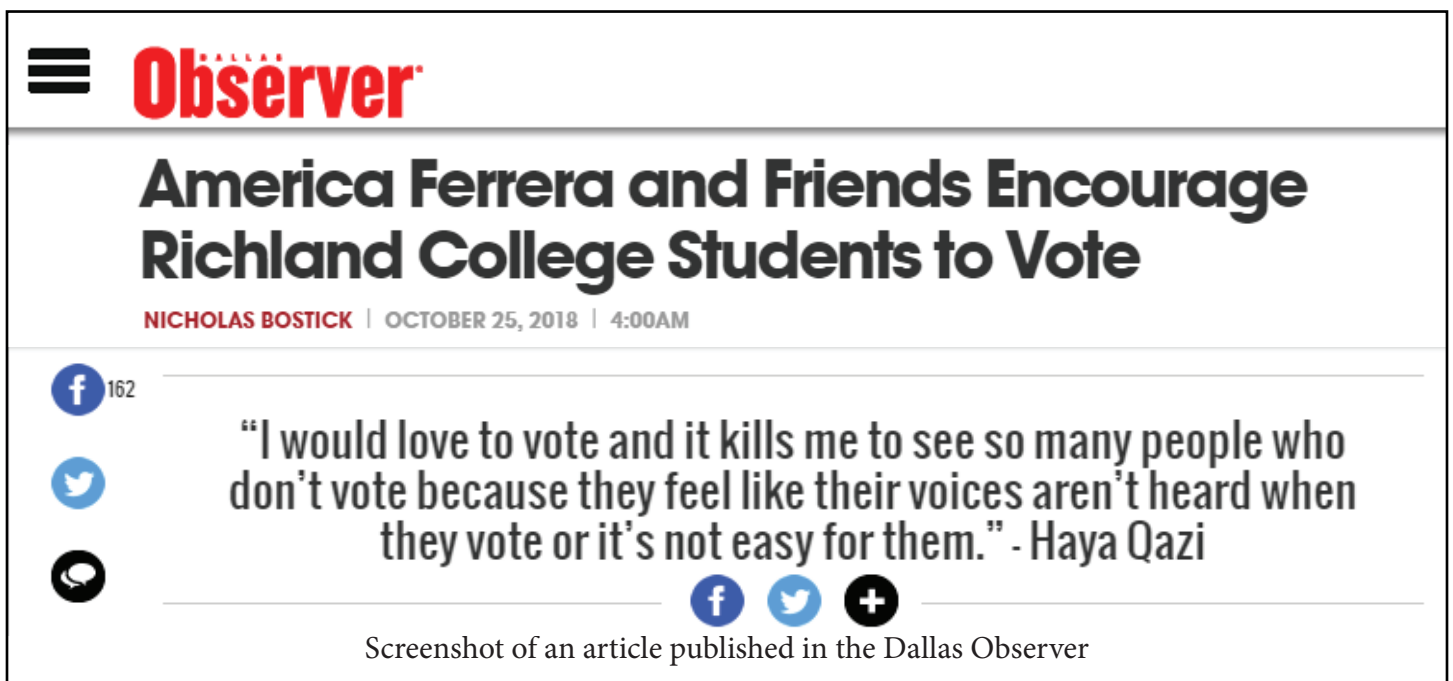 DALLAS
Observer
America Ferrera and Friends Encourage
Richland College Students to Vote
NICHOLAS BOSTICK | OCTOBER 25, 2018 | 4:00AM
162
“I would love to vote and it kills me to see so many people who
don’t vote because they feel like their voices aren’t heard when
they vote or it’s not easy for them.” - Haya Qazi
Screenshot of an article published in the Dallas Observer